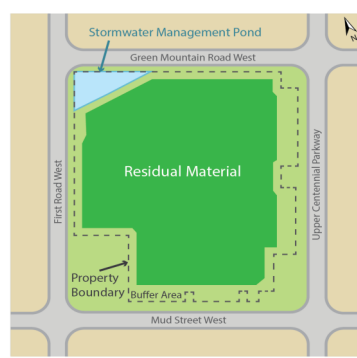 Stormwater Management Pond
N
Green Mountain Road West
Residual Material
First Road West
Upper Centennial Parkway
Property
Boundary
Buffer Area
Mud Street West